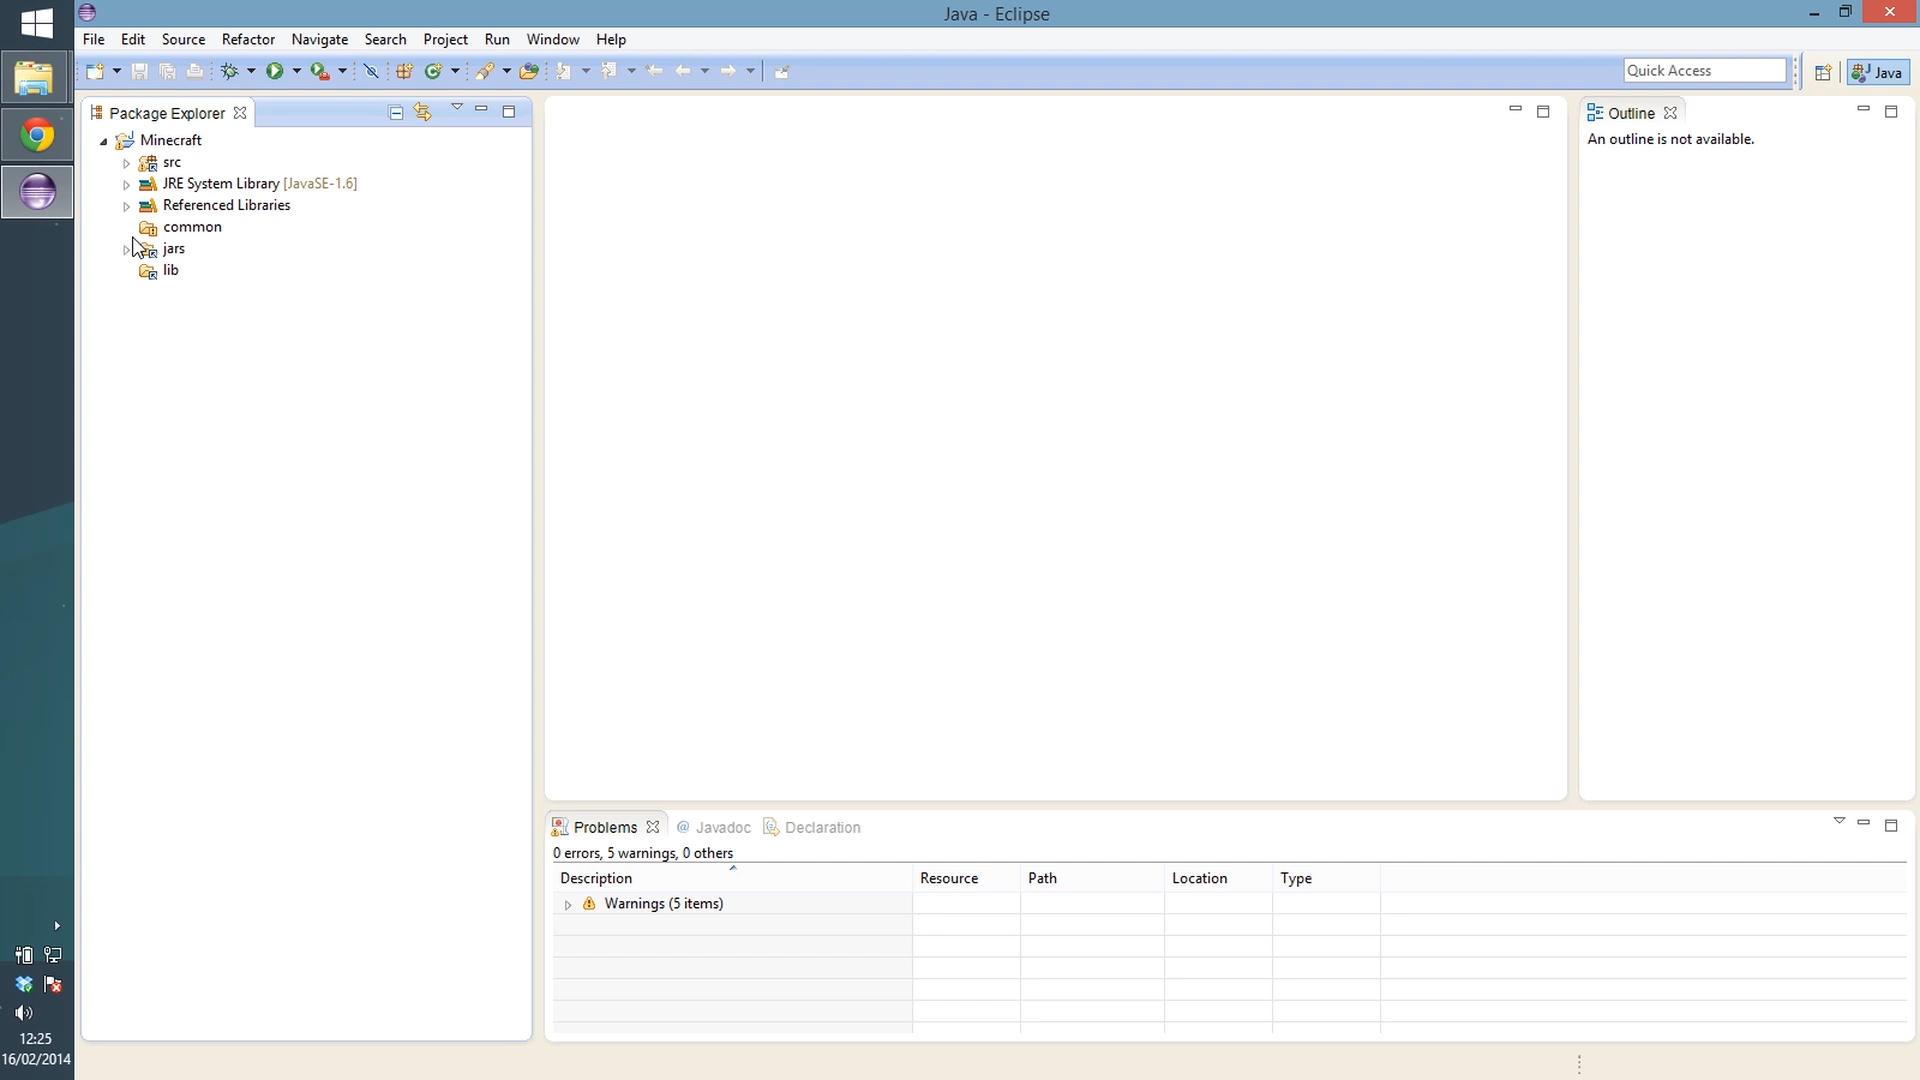 Java - Eclipse
File Edit Source Refactor Navigate Search Project Run Window Help
Quick Access
Java
Package Explorer
Minecraft
src
JRE System Library [JavaSE-1.6]
Referenced Libraries
common
jars
lib
Outline
An outline is not available.
Problems @ Javadoc Declaration
0 errors, 5 warnings, 0 others
Description Resource Path Location Type
Warnings (5 items)
12:25
16/02/2014